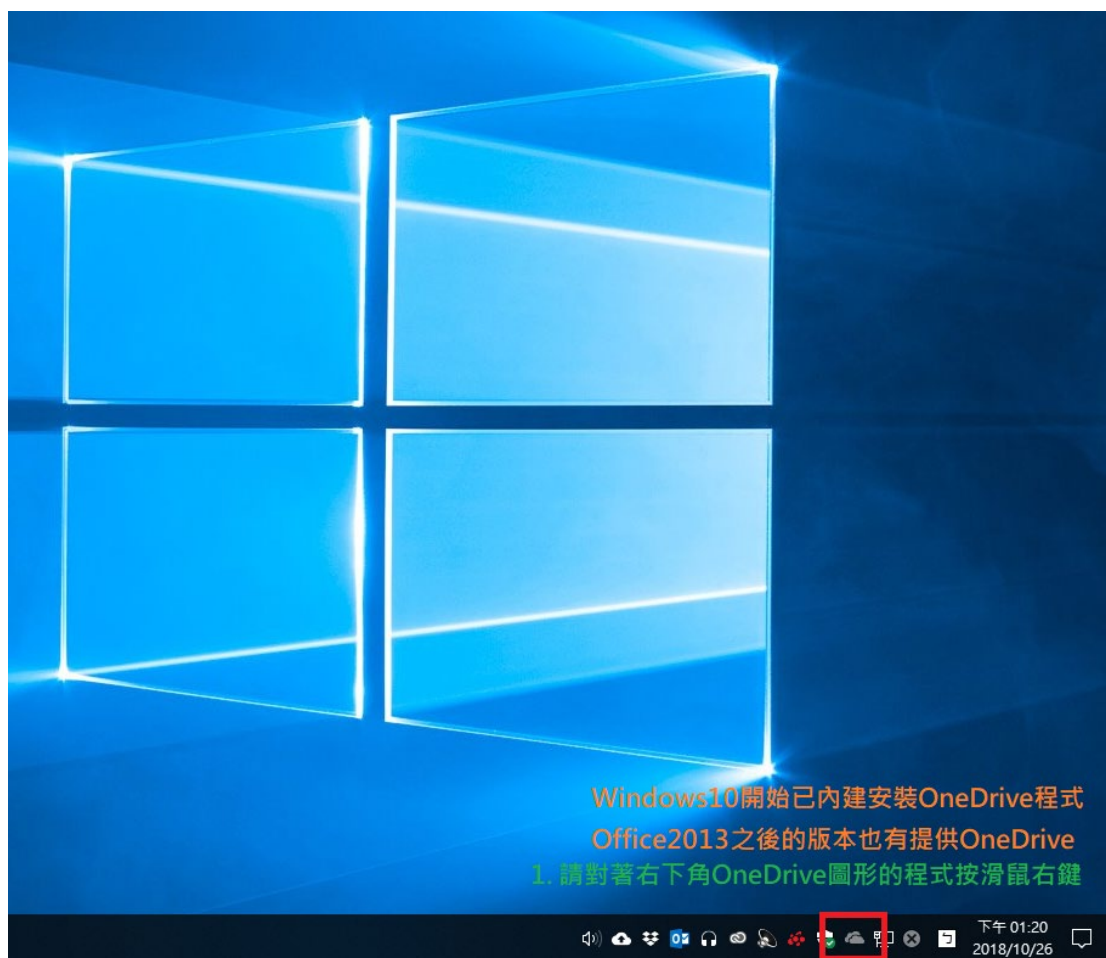 Windows10開始已內建安裝OneDrive程式
Office2013之後的版本也有提供OneDrive
1. 請對著右下角OneDrive圖形的程式按滑鼠右鍵
ㄅ
下午 01:20
2018/10/26